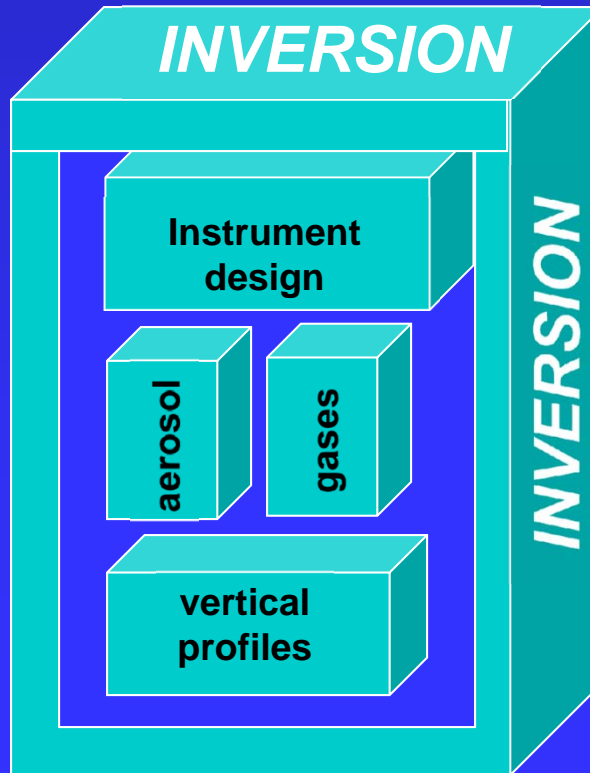 INVERSION
Instrument
design
aerosol
gases
INVERSION
vertical
profiles